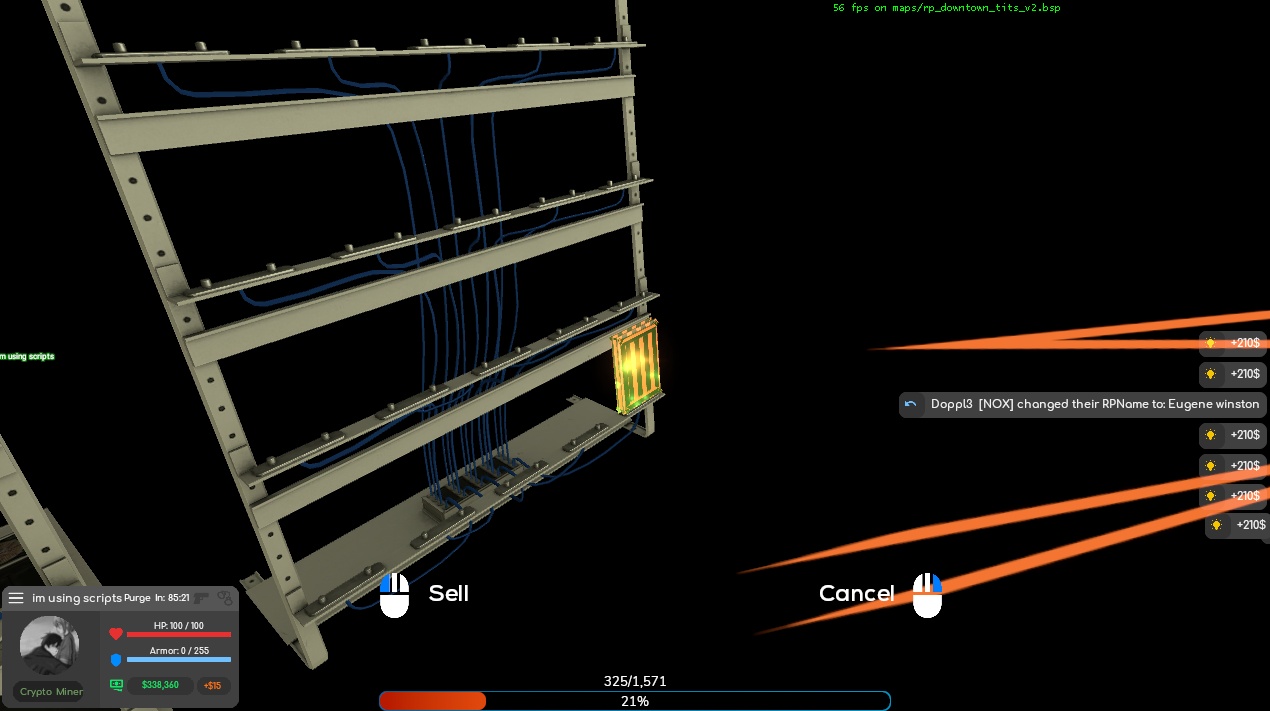 56 fps on maps/rp_downtown_tits_v2.bsp
+210$
m using scripts
+210$
Doppl3 [NOX] changed their RPName to: Eugene winston
+210$
+210$
+210$
+210$
Sell
Cancel
im using scripts Purge In: 85:21
HP: 100 / 100
Armor: 0 / 255
$338,360 +$15
Crypto Miner
325/1,571
21%